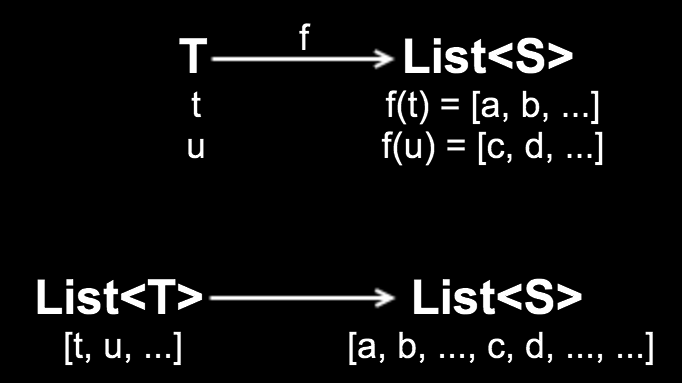 f
T List<S>
t f(t) = [a, b, ...]
u f(u) = [c, d, ...]
List<T> List<S>
[t, u, ...] [a, b, ..., c, d, ..., ...]